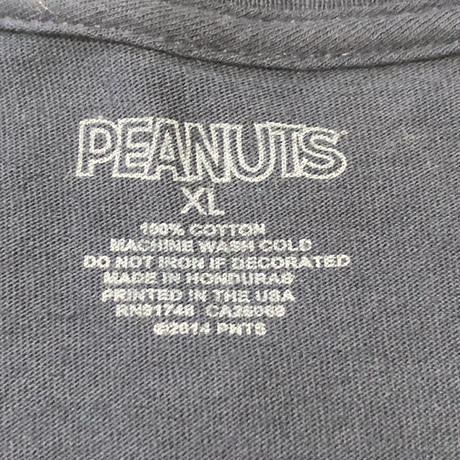 PEANUTS
XL
100% COTTON
MACHINE WASH COLD
DO NOT IRON IF DECORATED
MADE IN HONDURAS
PRINTED IN THE USA
RN91748
©2014 PNTS